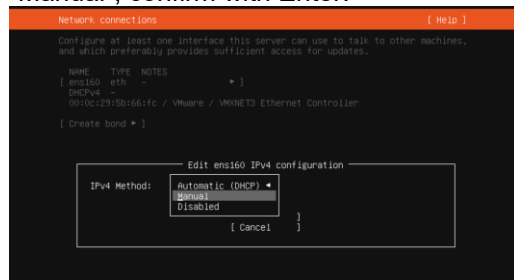 Manual", confirm with Enter.
Network connections [ Help ]
Configure at least one interface this server can use to talk to other machines,
and which preferably provides sufficient access for updates.
NAME TYPE NOTES
[ ens160 eth - ▸ ]
DHCPv4 -
00:0c:29:5b:66:fc / VMware / VMXNET3 Ethernet Controller
[ Create bond ▸ ]
Edit ens160 IPv4 configuration
IPv4 Method: Automatic (DHCP) ◂
Manual
Disabled
]
[ Cancel ]